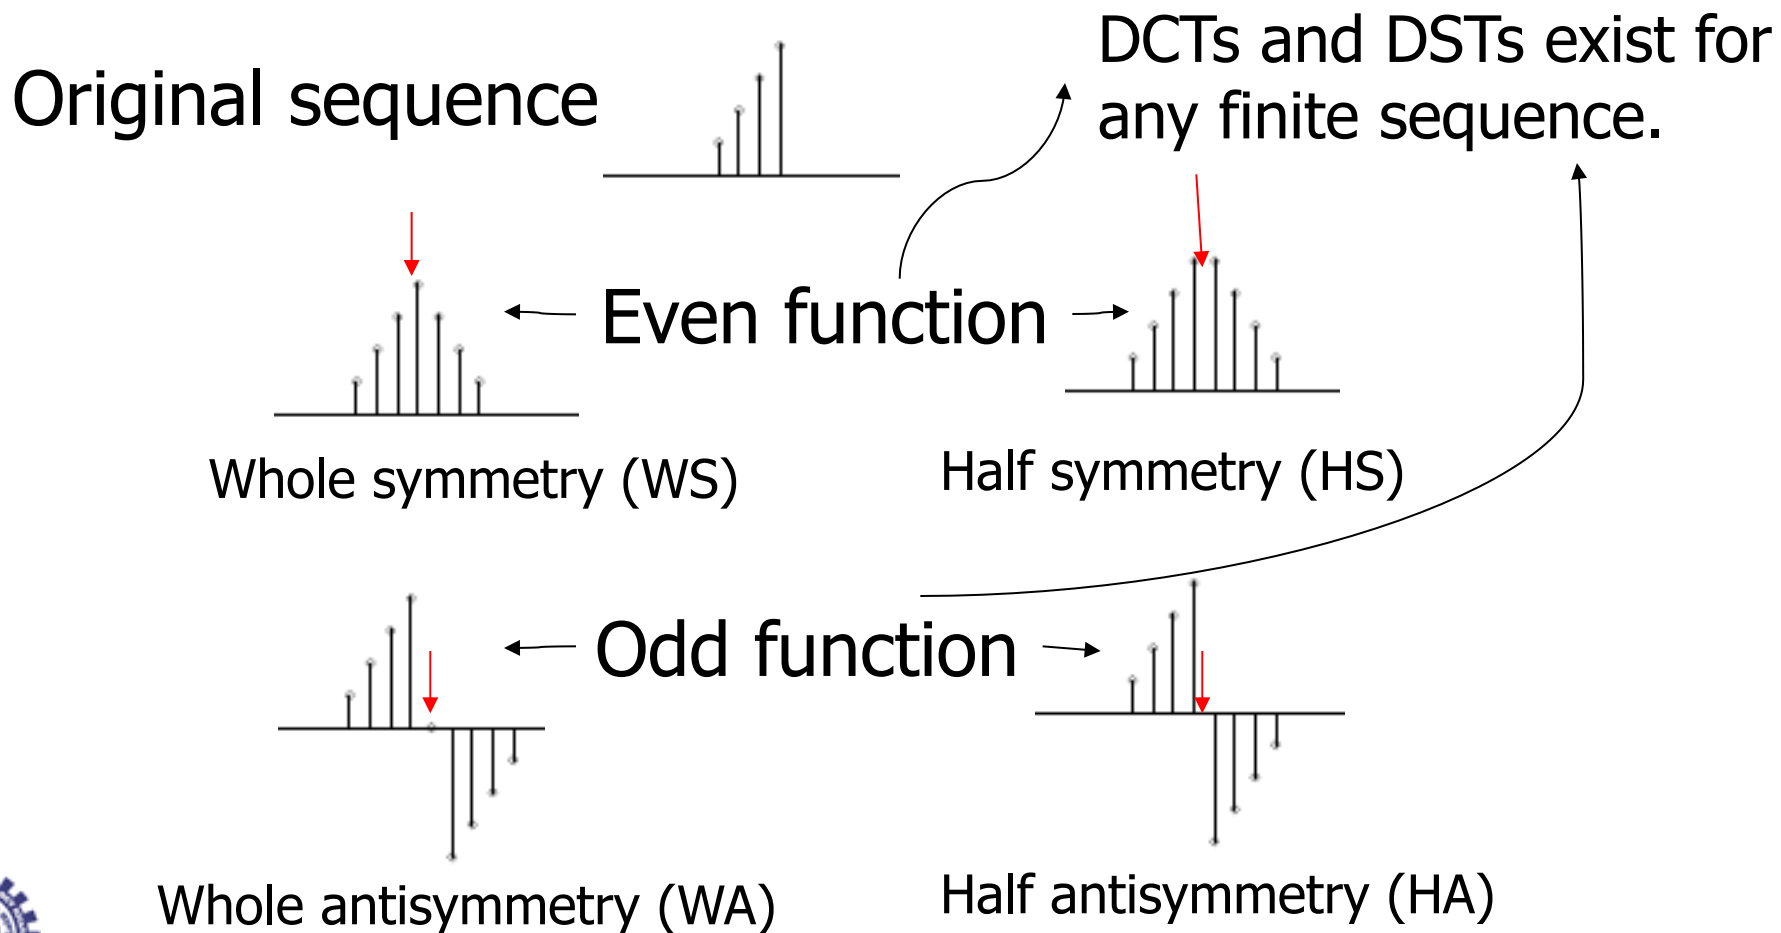 Original sequence
DCTs and DSTs exist for
any finite sequence.
Even function
Whole symmetry (WS)
Half symmetry (HS)
Odd function
Whole antisymmetry (WA)
Half antisymmetry (HA)